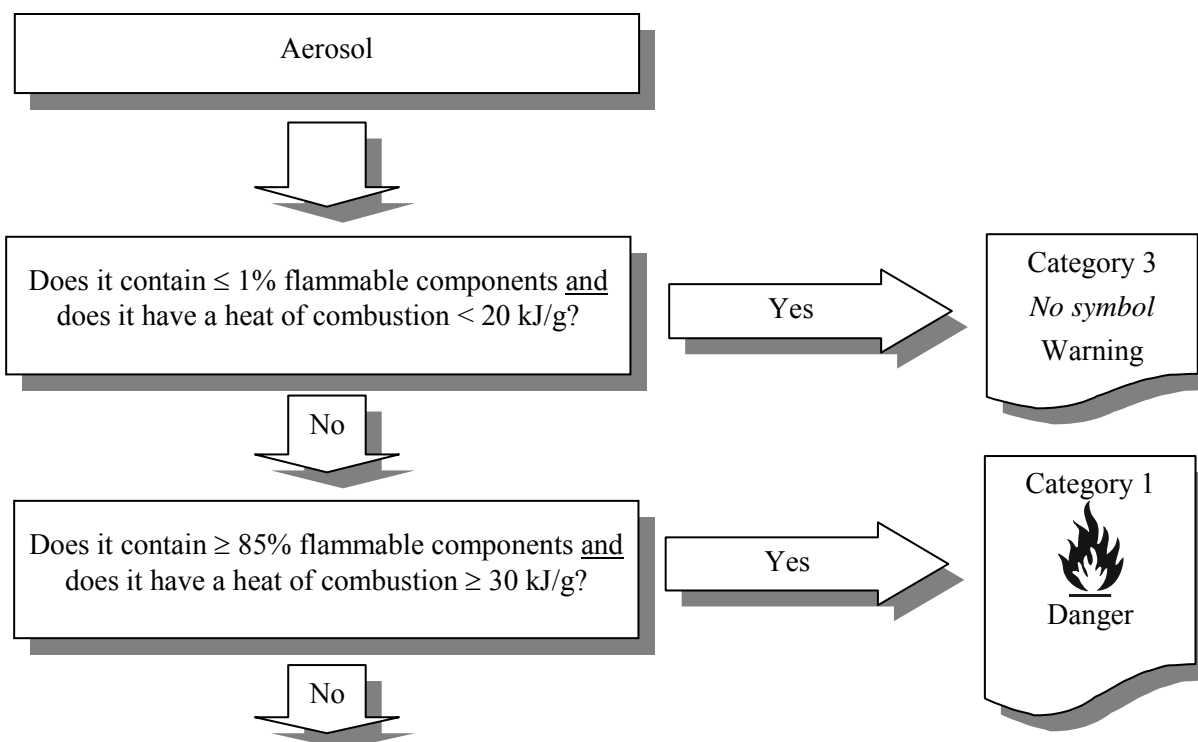 Aerosol
Does it contain ≤ 1% flammable components and
does it have a heat of combustion < 20 kJ/g?
Yes
Category 3
No symbol
Warning
No
Does it contain ≥ 85% flammable components and
does it have a heat of combustion ≥ 30 kJ/g?
Yes
Category 1
Danger
No